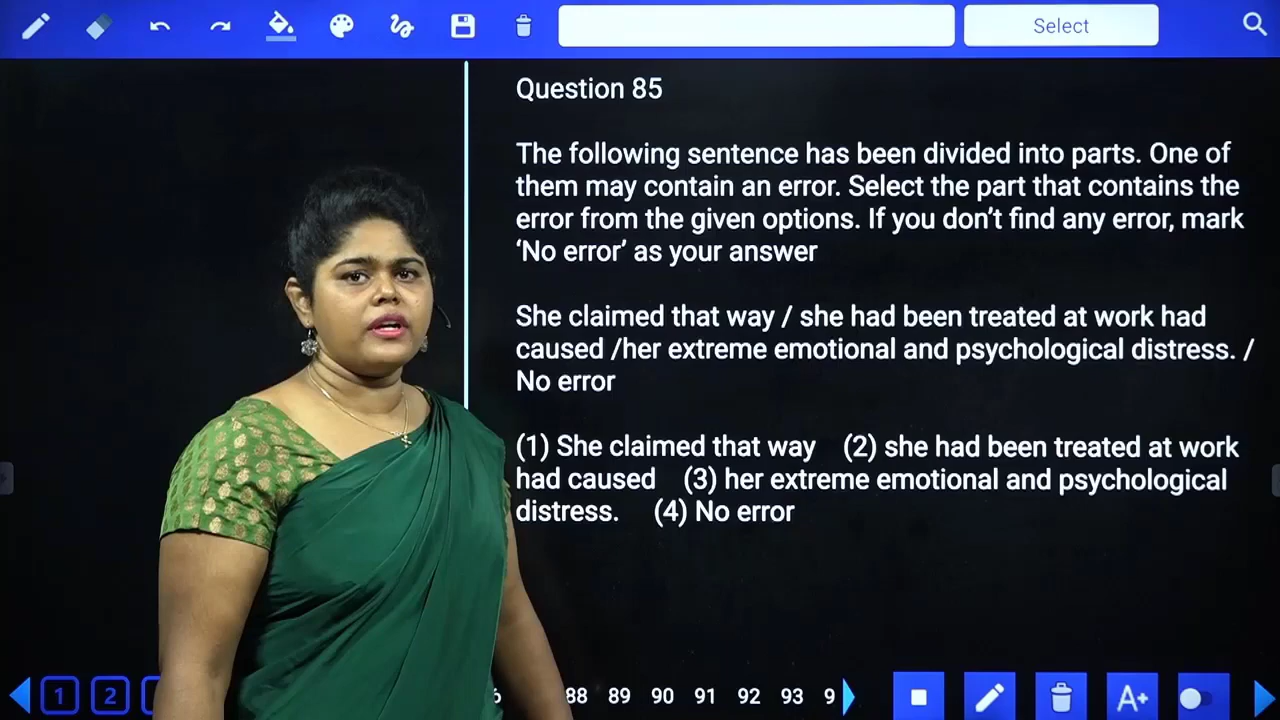 Select
Question 85
The following sentence has been divided into parts. One of
them may contain an error. Select the part that contains the
error from the given options. If you don’t find any error, mark
‘No error’ as your answer
She claimed that way / she had been treated at work had
caused /her extreme emotional and psychological distress. /
No error
(1) She claimed that way (2) she had been treated at work
had caused (3) her extreme emotional and psychological
distress. (4) No error
1 2 88 89 90 91 92 93 9 A+